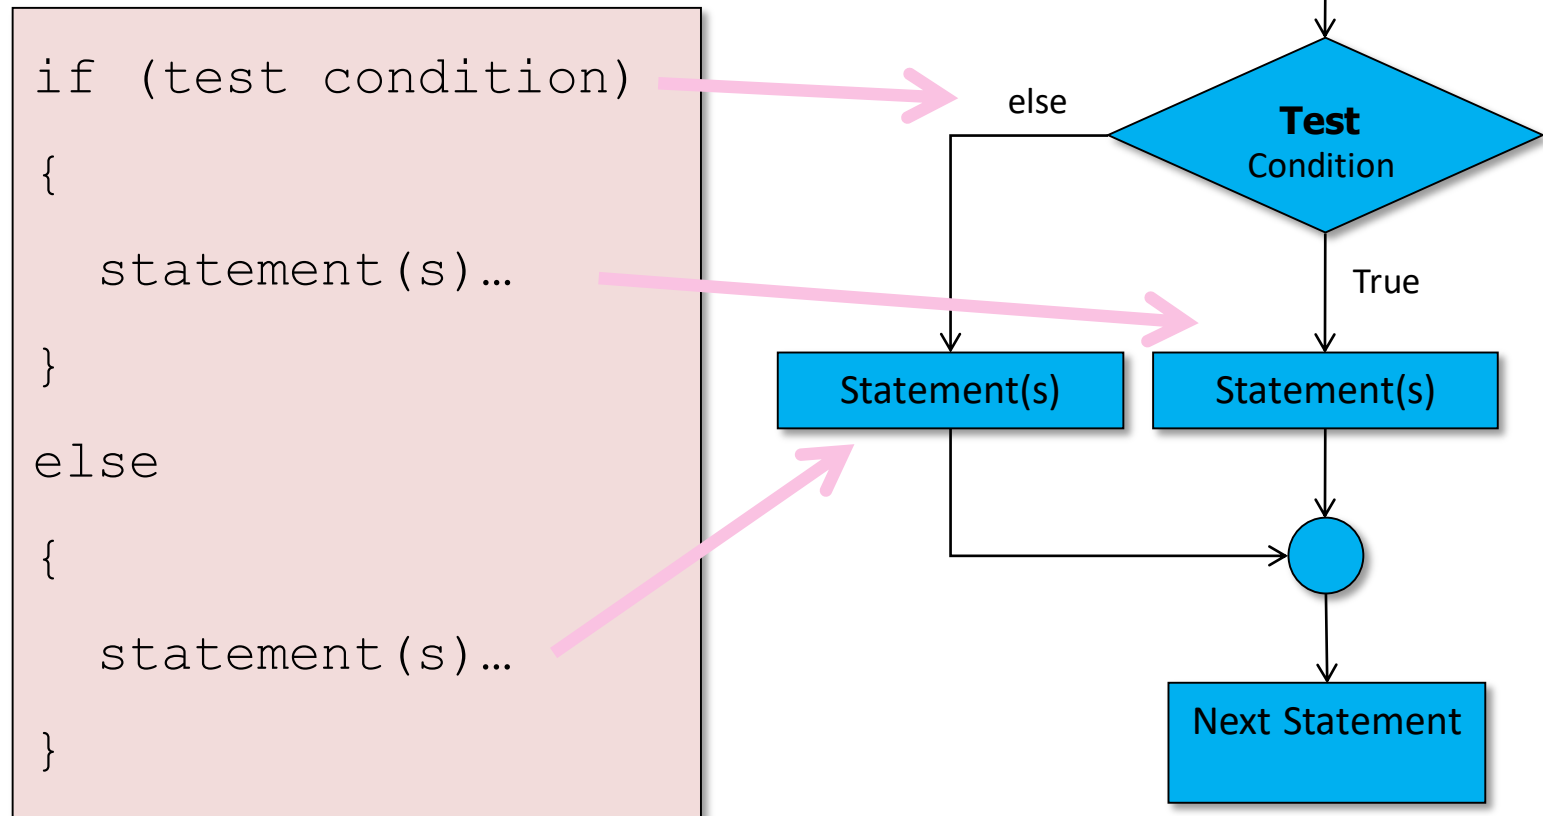 if (test condition)
{
statement(s)…
}
else
{
statement(s)…
}
else
Test
Condition
True
Statement(s)
Statement(s)
Next Statement